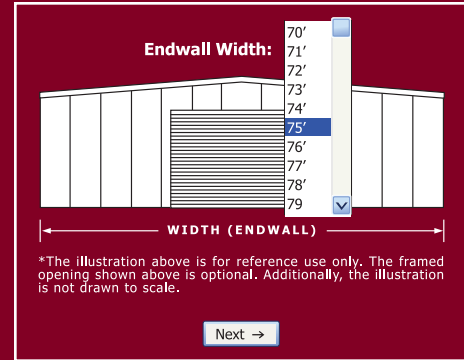 Endwall Width:
70′
71′
72′
73′
74′
75′
76′
77′
78′
79
WIDTH (ENDWALL)
*The illustration above is for reference use only. The framed
opening shown above is optional. Additionally, the illustration
is not drawn to scale.
Next →